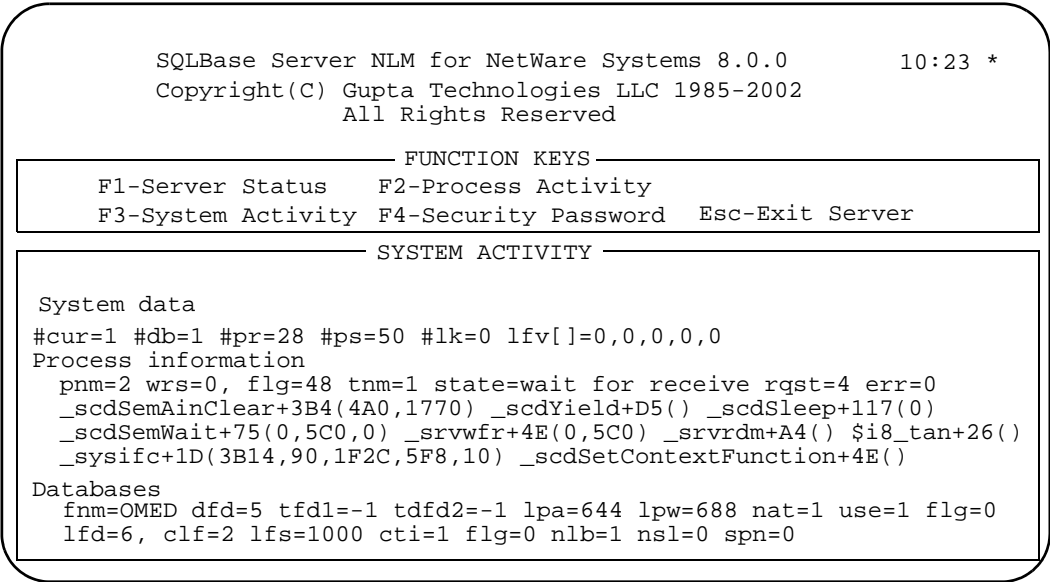 SQLBase Server NLM for NetWare Systems 8.0.0 10:23 *
Copyright(C) Gupta Technologies LLC 1985-2002
All Rights Reserved
FUNCTION KEYS
F1-Server Status F2-Process Activity
F3-System Activity F4-Security Password Esc-Exit Server
SYSTEM ACTIVITY
System data
#cur=1 #db=1 #pr=28 #ps=50 #lk=0 lfv[]=0,0,0,0,0
Process information
pnm=2 wrs=0, flg=48 tnm=1 state=wait for receive rqst=4 err=0
_scdSemAinClear+3B4(4A0,1770) _scdYield+D5() _scdSleep+117(0)
_scdSemWait+75(0,5C0,0) _srvwfr+4E(0,5C0) _srvrdm+A4() $i8_tan+26()
_sysifc+1D(3B14,90,1F2C,5F8,10) _scdSetContextFunction+4E()
Databases
fnm=OMED dfd=5 tfd1=-1 tdfd2=-1 lpa=644 lpw=688 nat=1 use=1 flg=0
lfd=6, clf=2 lfs=1000 cti=1 flg=0 nlb=1 nsl=0 spn=0